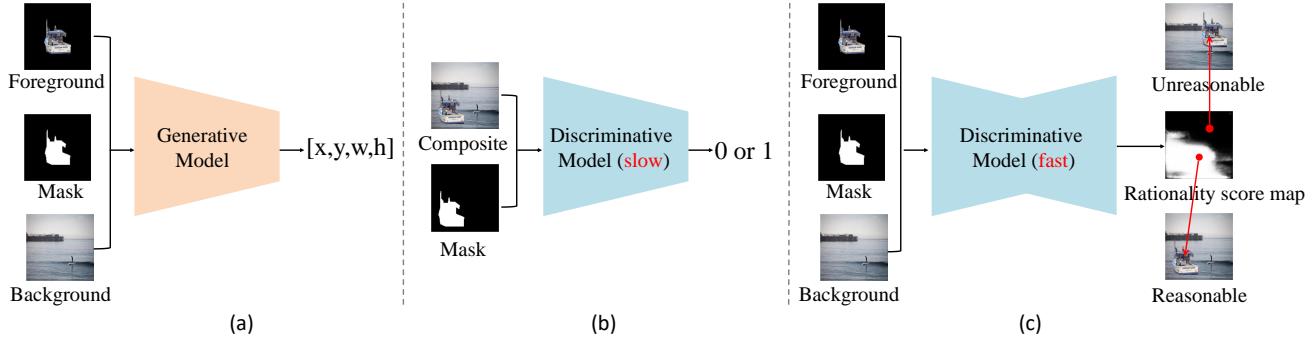 Foreground
Mask
Background
Generative
Model
[x,y,w,h]
(a)
Composite
Mask
Discriminative
Model (slow)
0 or 1
(b)
Foreground
Mask
Background
Discriminative
Model (fast)
Unreasonable
Rationality score map
Reasonable
(c)